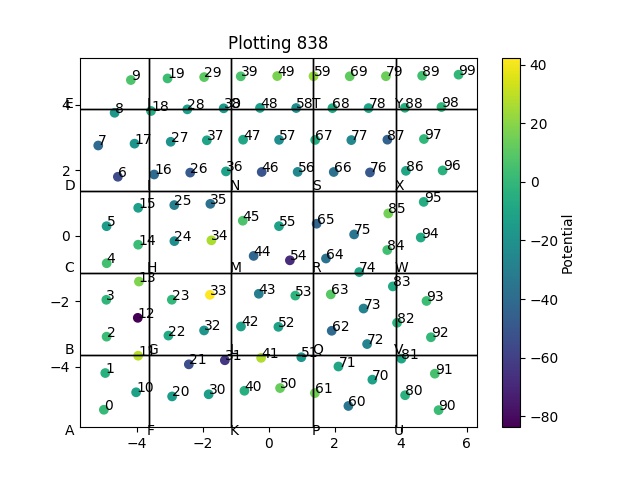 Plotting 838
9 19 29 39 49 59 69 79 89 99
E 4 8 18 28 38 48 58 T 68 78 Y 88 98
7 17 27 37 47 57 67 77 87 97
6 16 26 36 46 56 66 76 86 96
2
D N S X
5 15 25 35 45 55 65 75 85 95
0
4 14 24 34 44 54 64 74 84 94
C H M R W
3 13 23 33 43 53 63 73 83 93
−2
2 12 22 32 42 52 62 72 82 92
B G Q V
1 11 21 31 41 51 61 71 81 91
−4
0 10 20 30 40 50 60 70 80 90
A F K P U
−4 −2 0 2 4 6
40
20
0
−20
−40
−60
−80
Potential